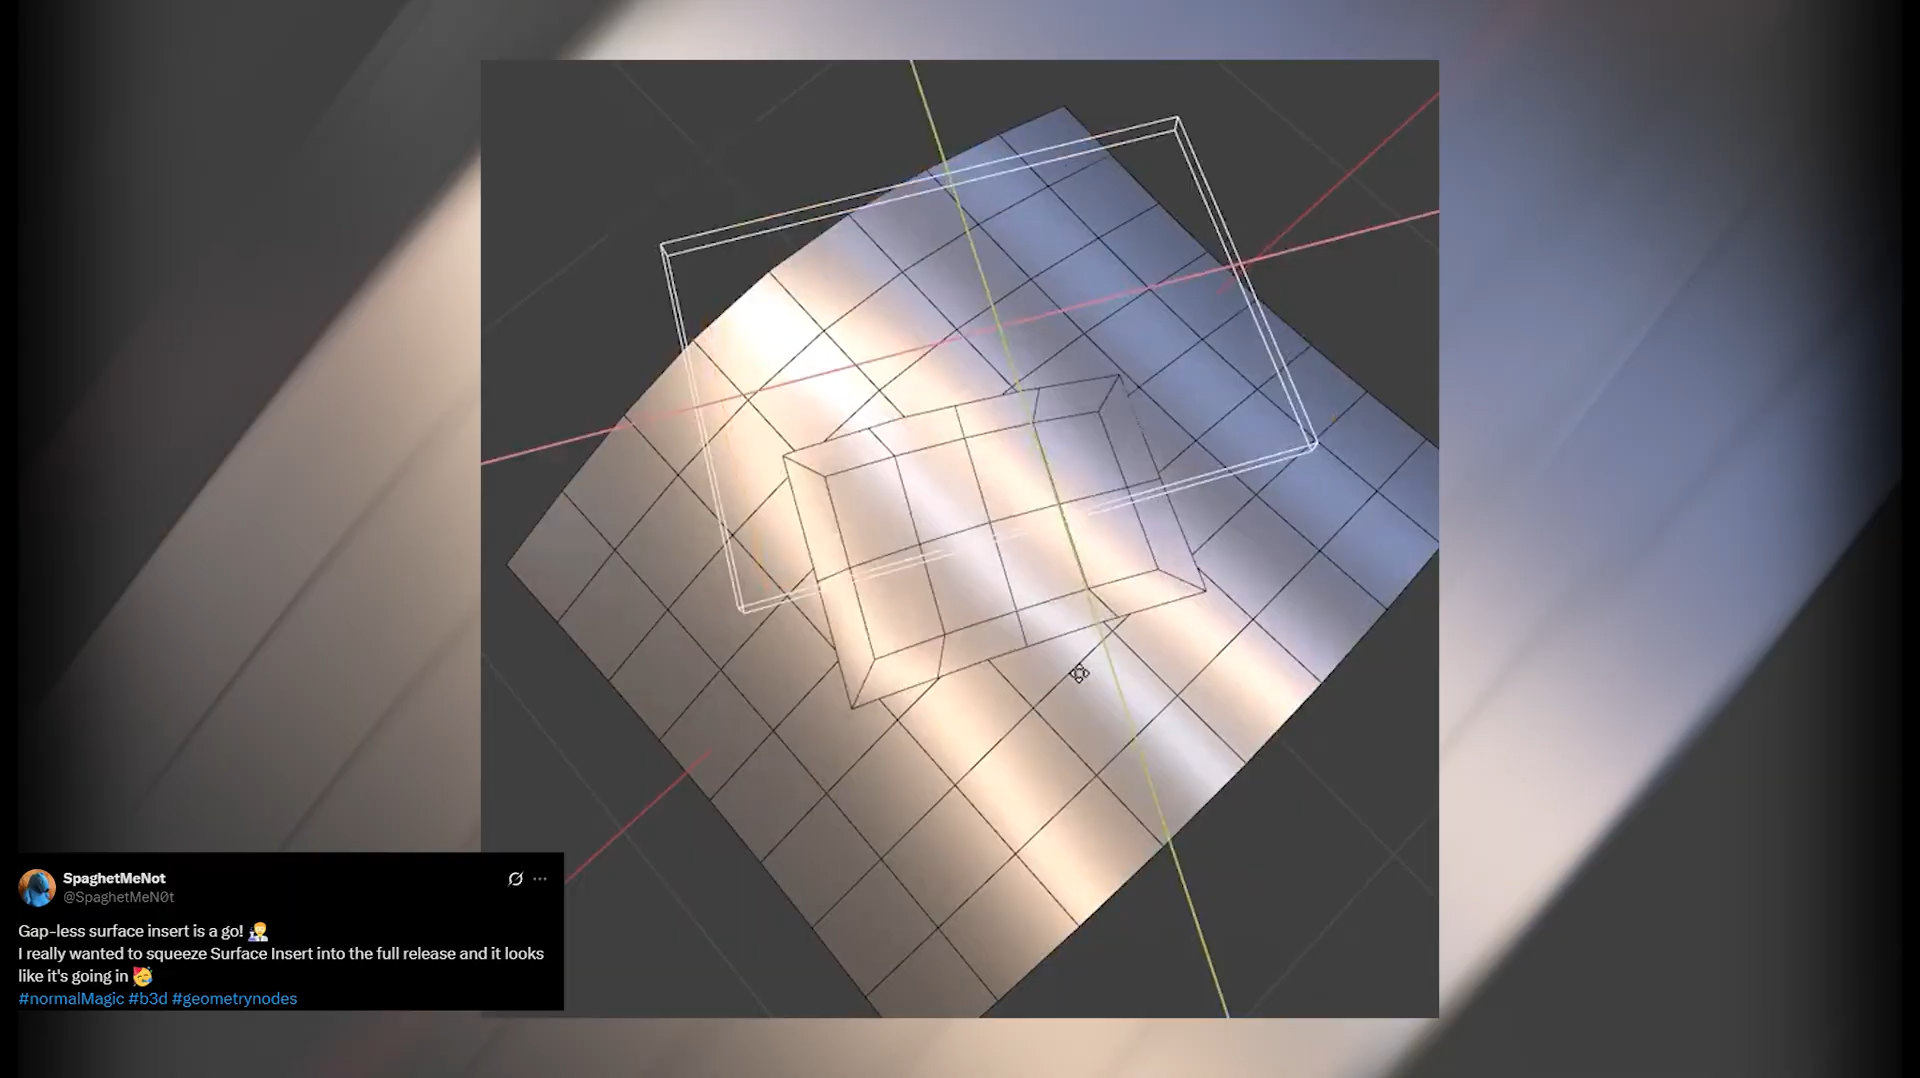 SpaghetMeNot
@SpaghetMeN0t
Gap-less surface insert is a go! 🧑‍🔬
I really wanted to squeeze Surface Insert into the full release and it looks
like it's going in 🥳
#normalMagic #b3d #geometrynodes